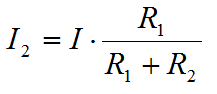 I₂ = I · R₁ / (R₁ + R₂)